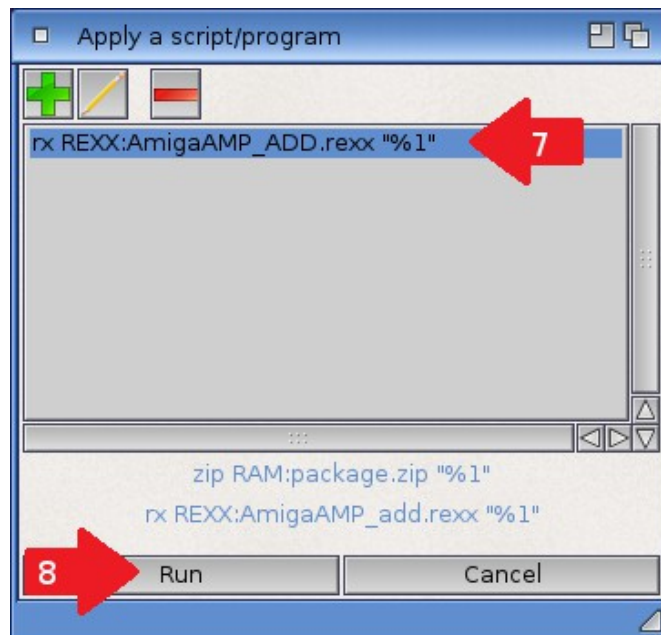 Apply a script/program
rx REXX:AmigaAMP_ADD.rexx "%1"
7
zip RAM:package.zip "%1"
rx REXX:AmigaAMP_add.rexx "%1"
8
Run
Cancel